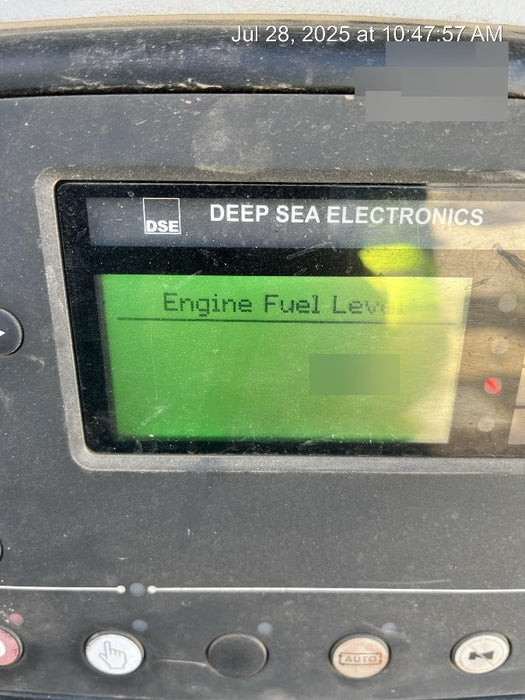 Jul 28, 2025 at 10:47:57 AM
DSE
DEEP SEA ELECTRONICS
Engine Fuel Level
AUTO